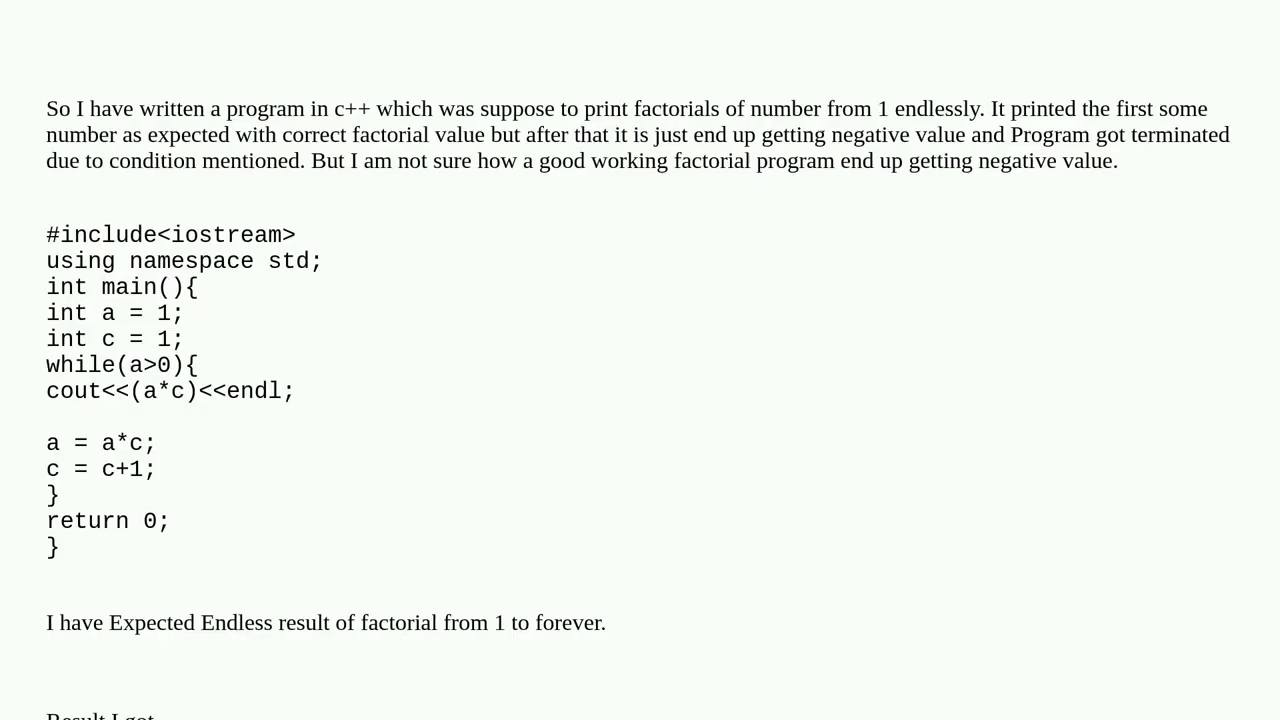 So I have written a program in c++ which was suppose to print factorials of number from 1 endlessly. It printed the first some
number as expected with correct factorial value but after that it is just end up getting negative value and Program got terminated
due to condition mentioned. But I am not sure how a good working factorial program end up getting negative value.
#include<iostream>
using namespace std;
int main(){
int a = 1;
int c = 1;
while(a>0){
cout<<(a*c)<<endl;
a = a*c;
c = c+1;
}
return 0;
}
I have Expected Endless result of factorial from 1 to forever.
Result I got